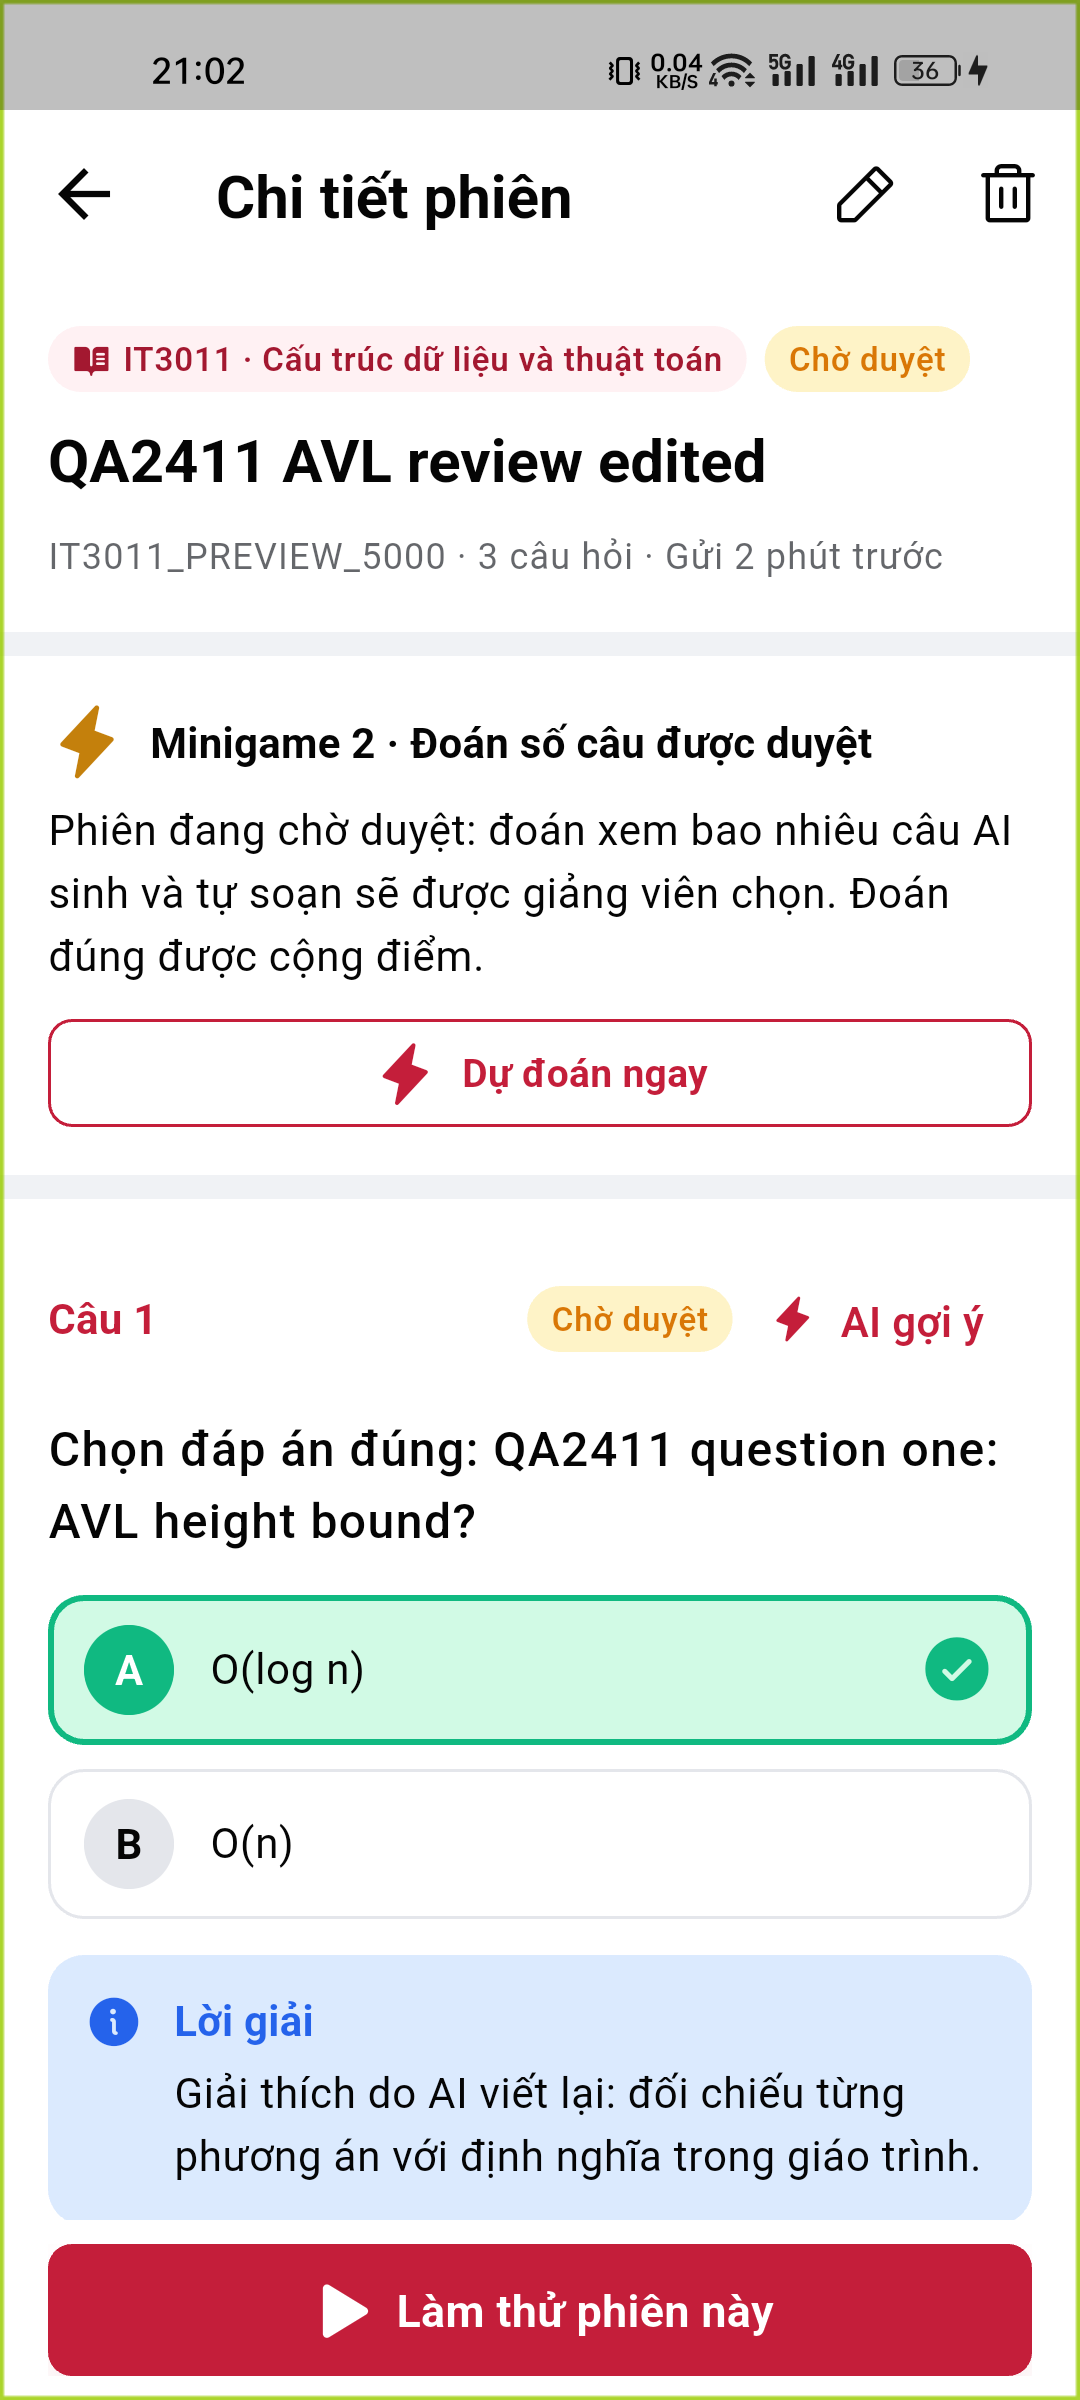 21:02
0.04
KB/S
4
5G
4G
36
Chi tiết phiên
IT3011 · Cấu trúc dữ liệu và thuật toán
Chờ duyệt
QA2411 AVL review edited
IT3011_PREVIEW_5000 · 3 câu hỏi · Gửi 2 phút trước
Minigame 2 · Đoán số câu được duyệt
Phiên đang chờ duyệt: đoán xem bao nhiêu câu AI
sinh và tự soạn sẽ được giảng viên chọn. Đoán
đúng được cộng điểm.
Dự đoán ngay
Câu 1
Chờ duyệt
AI gợi ý
Chọn đáp án đúng: QA2411 question one:
AVL height bound?
A
O(log n)
B
O(n)
Lời giải
Giải thích do AI viết lại: đối chiếu từng
phương án với định nghĩa trong giáo trình.
Làm thử phiên này